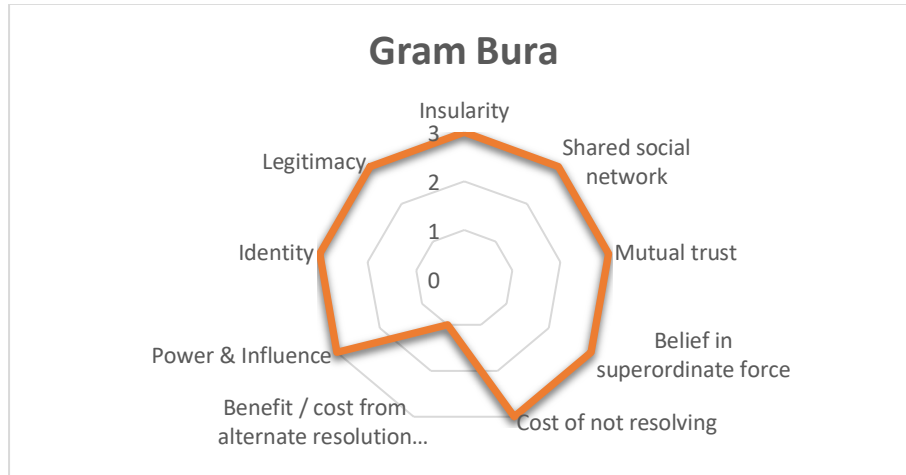 Gram Bura
Insularity
Shared social
network
Mutual trust
Belief in
superordinate force
Cost of not resolving
Benefit / cost from
alternate resolution…
Power & Influence
Identity
Legitimacy
3
2
1
0